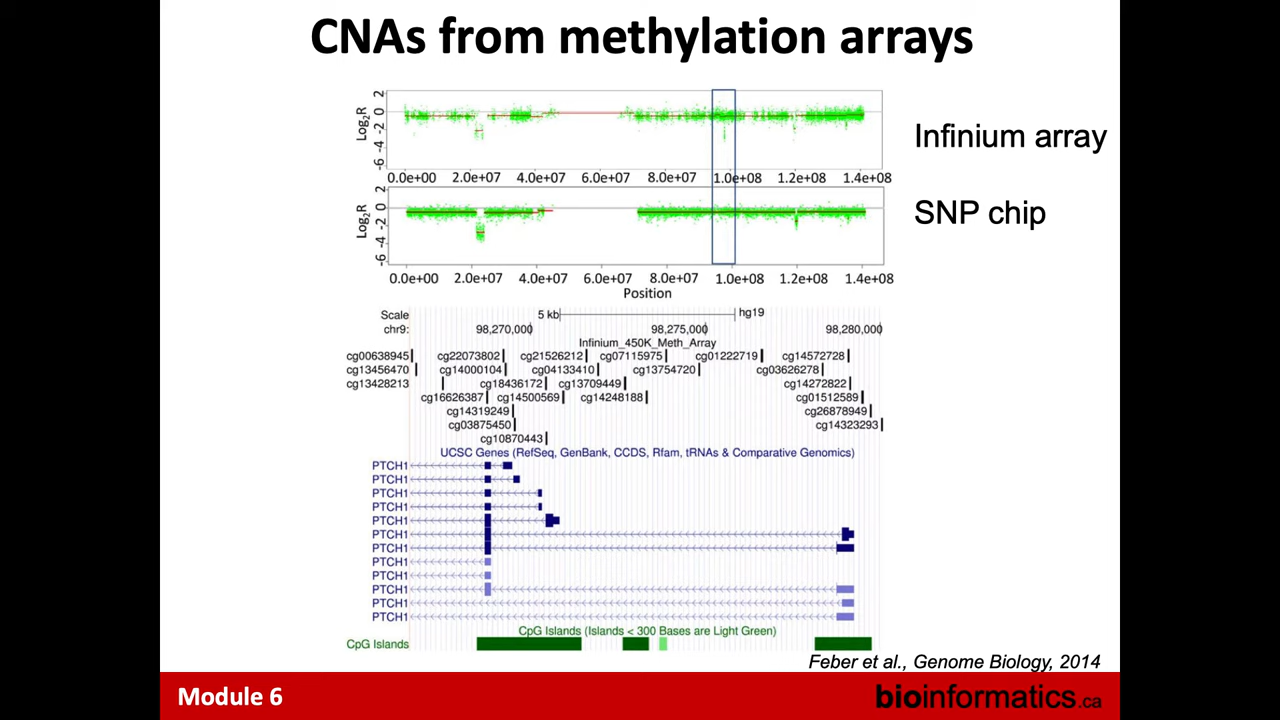 CNAs from methylation arrays
Log2R
2
0
-2
-4
-6
0.0e+00 2.0e+07 4.0e+07 6.0e+07 8.0e+07 1.0e+08 1.2e+08 1.4e+08
Infinium array
Log2R
2
0
-2
-4
-6
0.0e+00 2.0e+07 4.0e+07 6.0e+07 8.0e+07 1.0e+08 1.2e+08 1.4e+08
Position
SNP chip
Scale 5 kb hg19
chr9: 98,270,000 98,275,000 98,280,000
Infinium_450K_Meth_Array
cg00638945 cg22073802 cg21526212 cg07115975 cg01222719 cg14572728
cg13456470 cg14000104 cg04133410 cg13754720 cg03626278
cg13428213 cg18436172 cg13709449 cg14272822
cg16626387 cg14500569 cg14248188 cg01512589
cg14319249 cg26878949
cg03875450 cg14323293
cg10870443
UCSC Genes (RefSeq, GenBank, CCDS, Rfam, tRNAs & Comparative Genomics)
PTCH1
PTCH1
PTCH1
PTCH1
PTCH1
PTCH1
PTCH1
PTCH1
PTCH1
PTCH1
PTCH1
PTCH1
CpG Islands (Islands < 300 Bases are Light Green)
CpG Islands
Feber et al., Genome Biology, 2014
Module 6
bioinformatics.ca